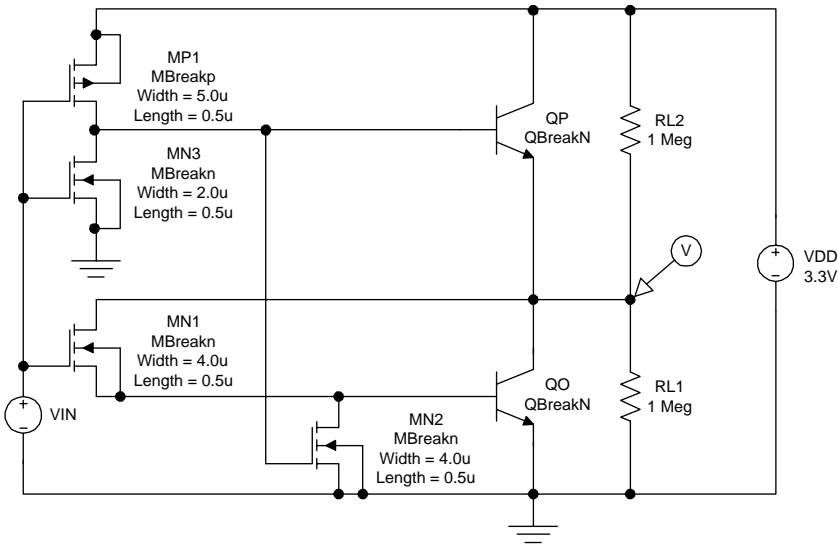 MP1
MBreakp
Width = 5.0u
Length = 0.5u
MN3
MBreakn
Width = 2.0u
Length = 0.5u
QP
QBreakN
RL2
1 Meg
V
+
−
VDD
3.3V
MN1
MBreakn
Width = 4.0u
Length = 0.5u
+
−
VIN
MN2
MBreakn
Width = 4.0u
Length = 0.5u
QO
QBreakN
RL1
1 Meg